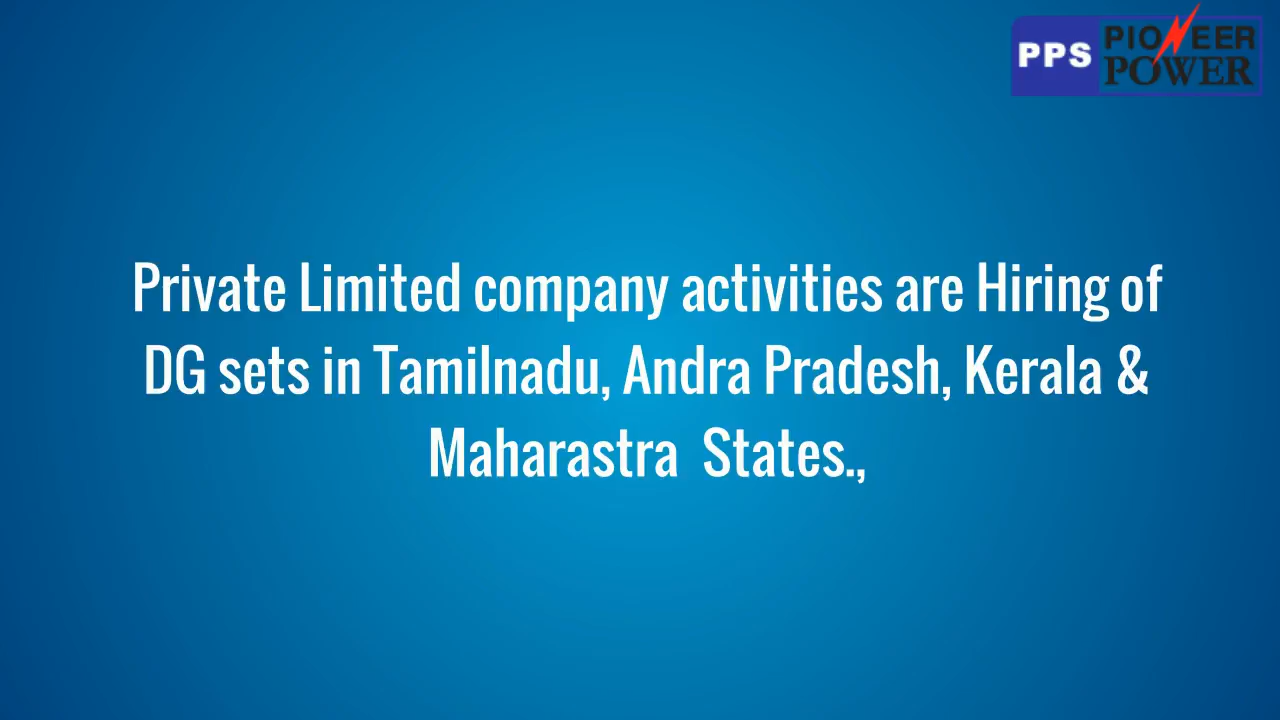 PPS PIONEER
POWER
Private Limited company activities are Hiring of
DG sets in Tamilnadu, Andra Pradesh, Kerala &
Maharastra  States.,